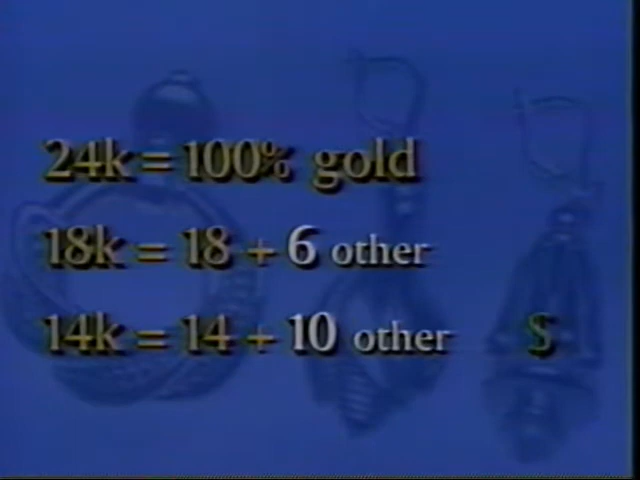 24k = 100% gold
18k = 18 + 6 other
14k = 14 + 10 other $